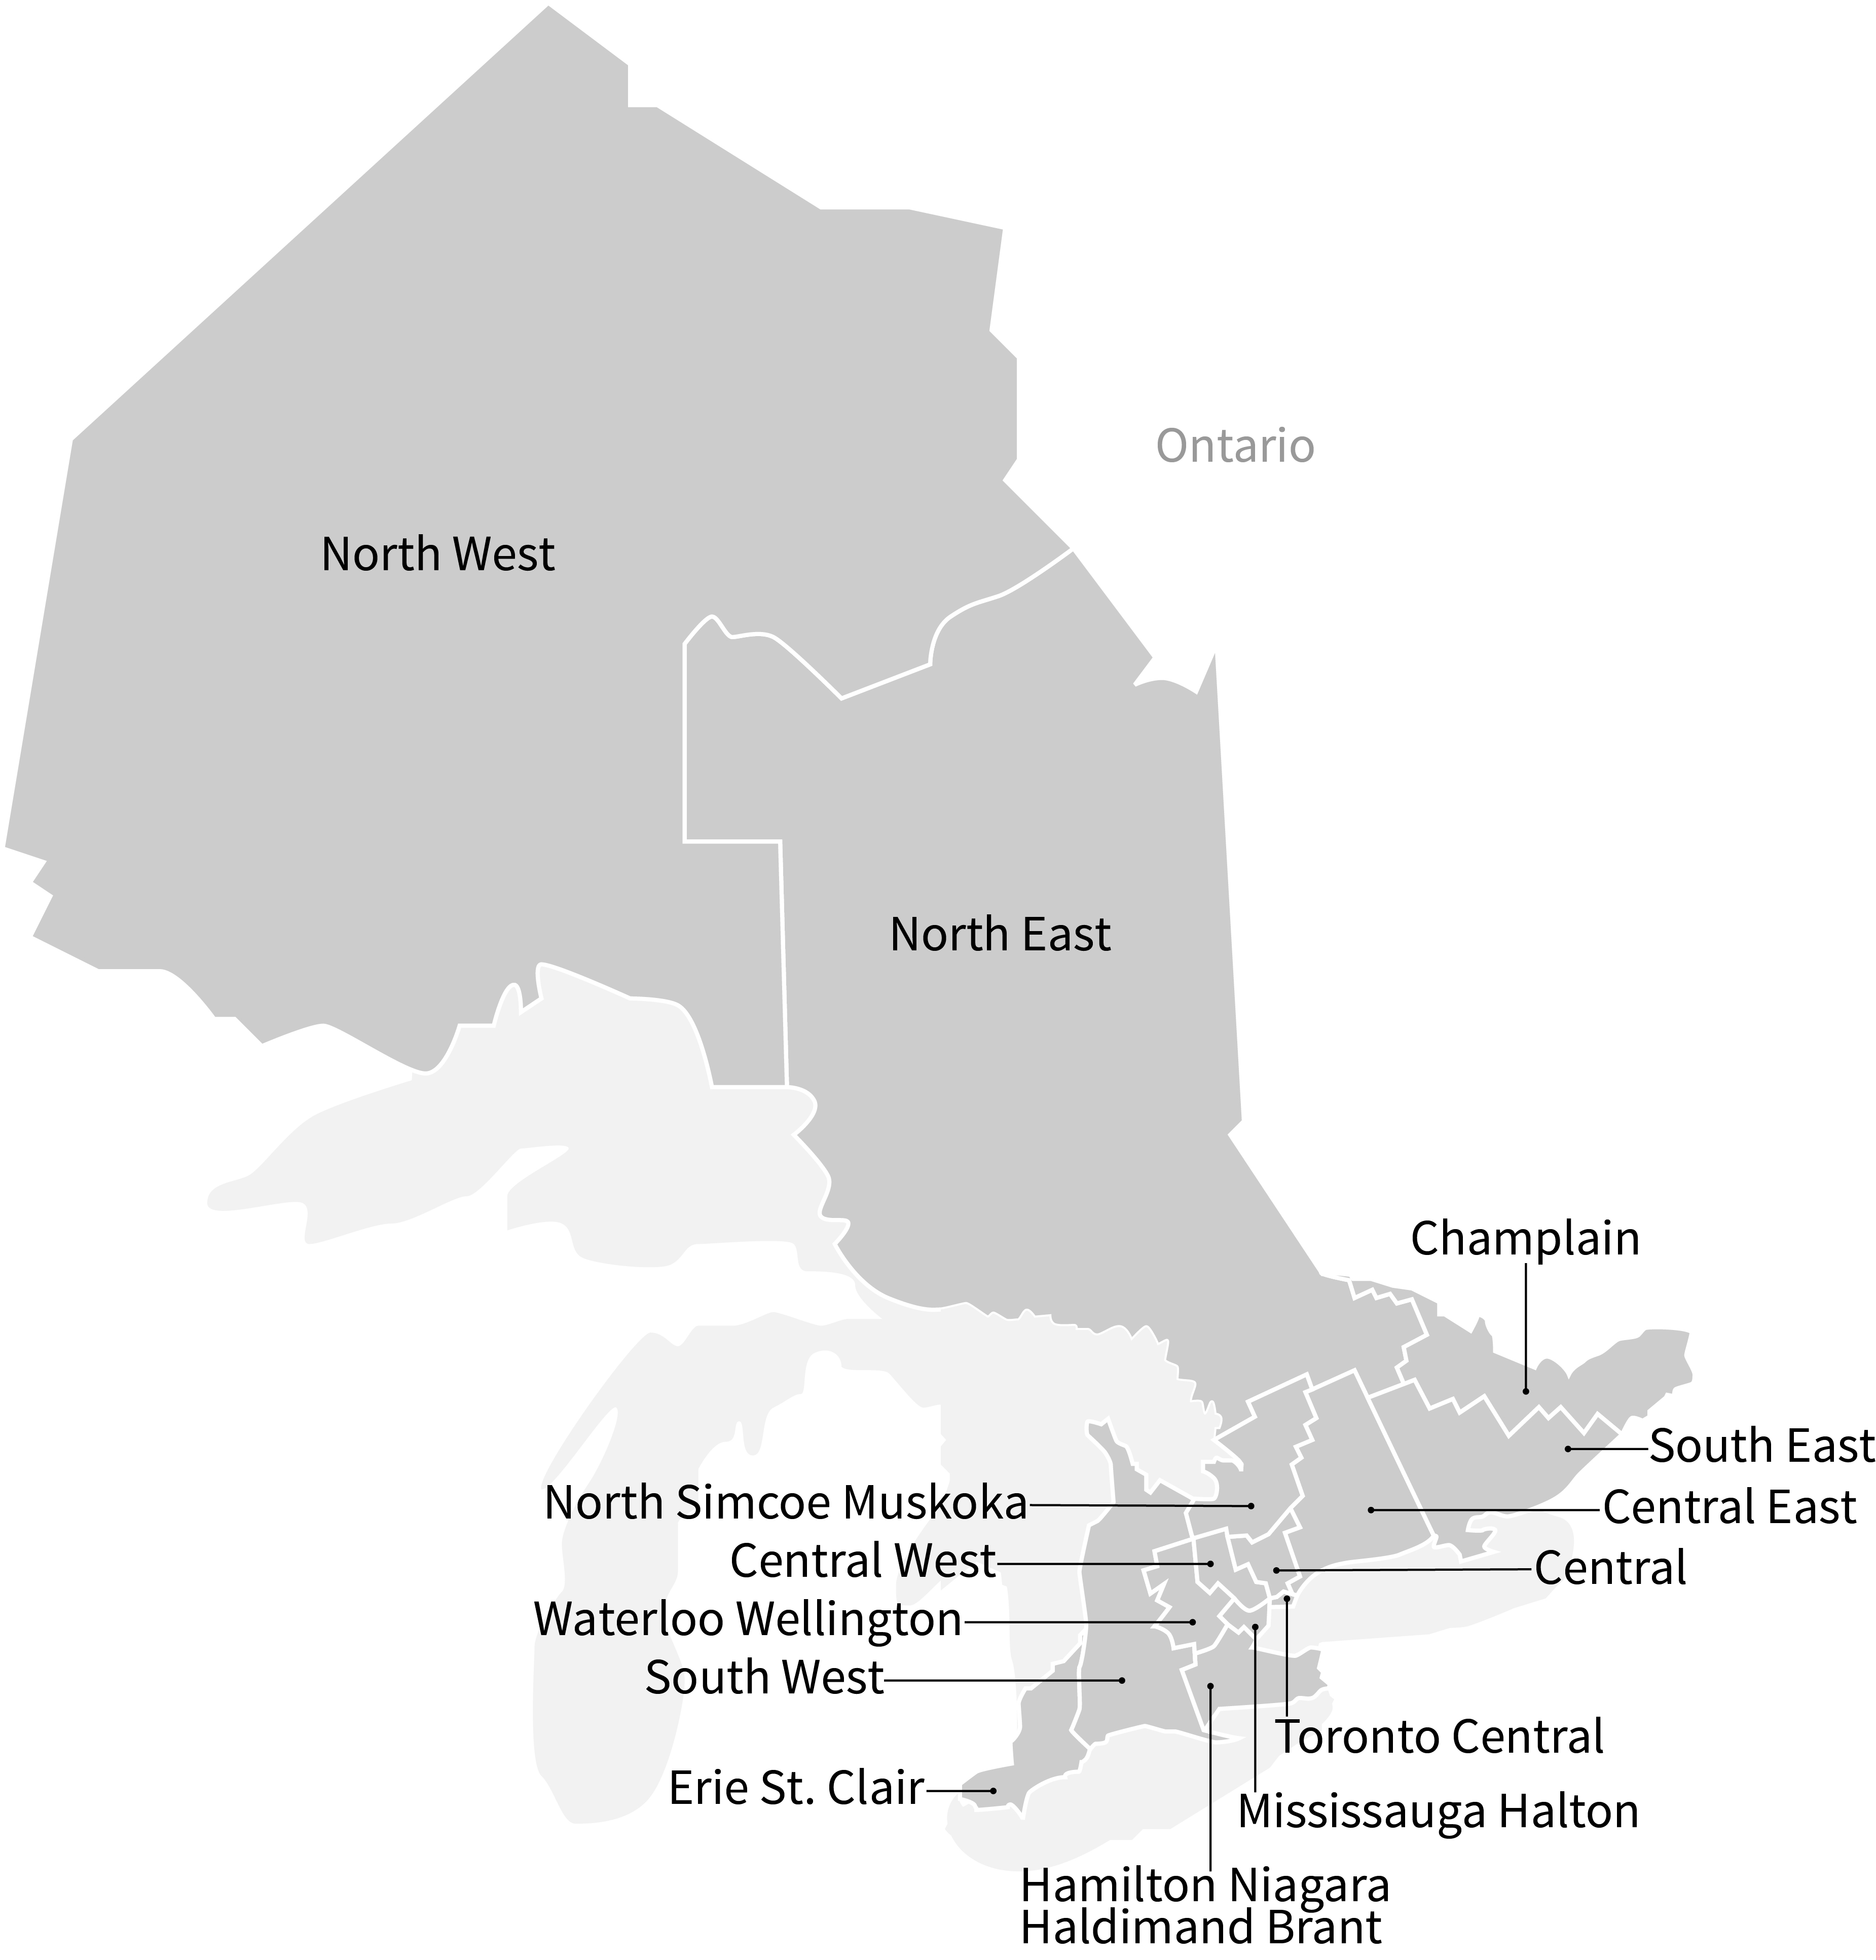 Ontario
North West
North East
Champlain
South East
North Simcoe Muskoka
Central East
Central West
Central
Waterloo Wellington
South West
Toronto Central
Erie St. Clair
Mississauga Halton
Hamilton Niagara
Haldimand Brant